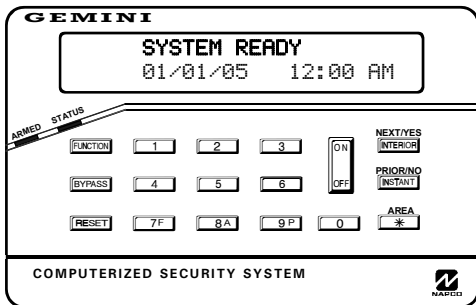 GEMINI
SYSTEM READY
01/01/05 12:00 AM
ARMED STATUS
NEXT/YES
FUNCTION 1 2 3 ON INTERIOR
PRIOR/NO
BYPASS 4 5 6 OFF INSTANT
AREA
RESET 7F 8A 9P 0 *
COMPUTERIZED SECURITY SYSTEM
NAPCO